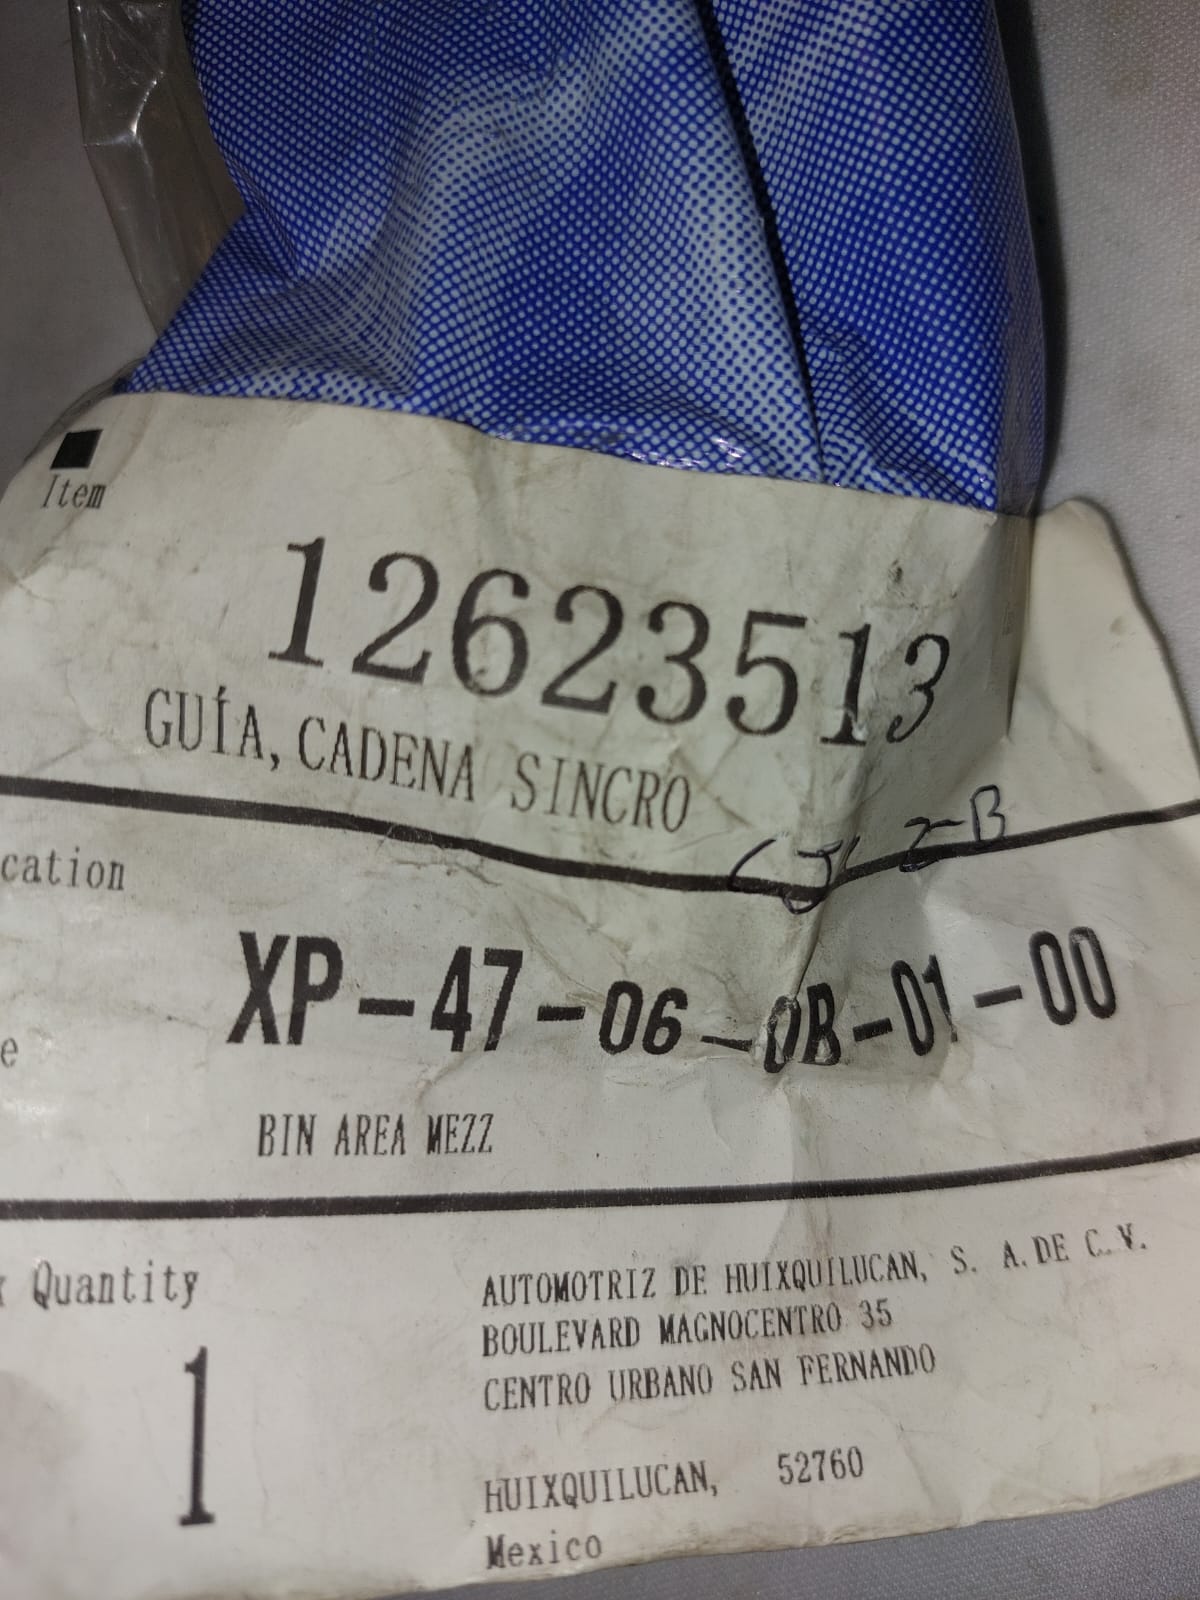 Item
12623513
GUÍA, CADENA SINCRO
2-B
cation
XP-47-06-0B-01-00
e
BIN AREA MEZZ
Quantity
1
AUTOMOTRIZ DE HUIXQUILUCAN, S. A. DE C. V.
BOULEVARD MAGNOCENTRO 35
CENTRO URBANO SAN FERNANDO
HUIXQUILUCAN, 52760
Mexico